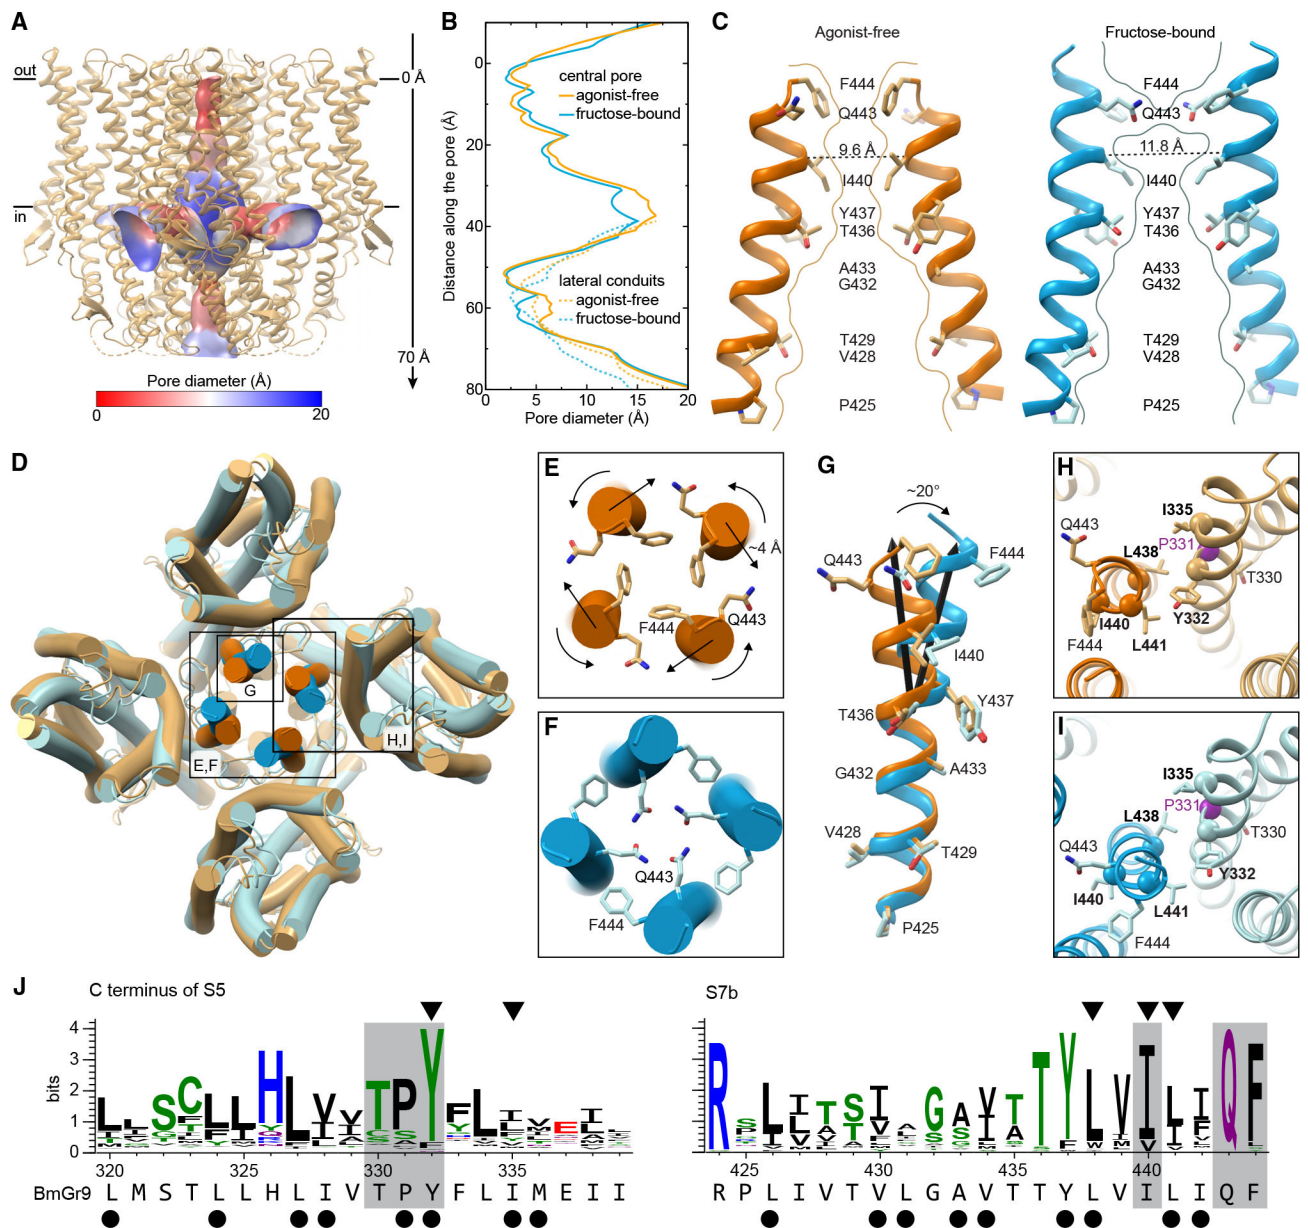 A
out
in
0 Å
70 Å
Pore diameter (Å)
0
20
B
Distance along the pore (Å)
0
20
40
60
80
central pore
agonist-free
fructose-bound
lateral conduits
agonist-free
fructose-bound
0
5
10
15
20
Pore diameter (Å)
C
Agonist-free
Fructose-bound
F444
Q443
9.6 Å
I440
Y437
T436
A433
G432
T429
V428
P425
F444
Q443
11.8 Å
I440
Y437
T436
A433
G432
T429
V428
P425
D
G
E,F
H,I
E
~4 Å
F444
Q443
F
Q443
F444
G
~20°
Q443
F444
I440
T436
Y437
G432
A433
V428
T429
P425
H
Q443
I335
P331
L438
T330
I440
Y332
F444
L441
I
I335
P331
L438
T330
Q443
Y332
I440
L441
F444
J
C terminus of S5
S7b
bits
4
3
2
1
0
320
325
330
335
425
430
435
440
BmGr9
L M S T L L H L I V T P Y F L I M E I I
R P L I V T V L G A V T T Y L V I L I Q F